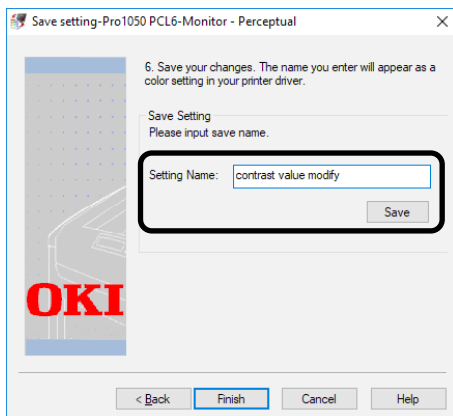 Save setting-Pro1050 PCL6-Monitor - Perceptual
6. Save your changes. The name you enter will appear as a
color setting in your printer driver.
Save Setting
Please input save name.
Setting Name: contrast value modify
Save
OKI
< Back Finish Cancel Help